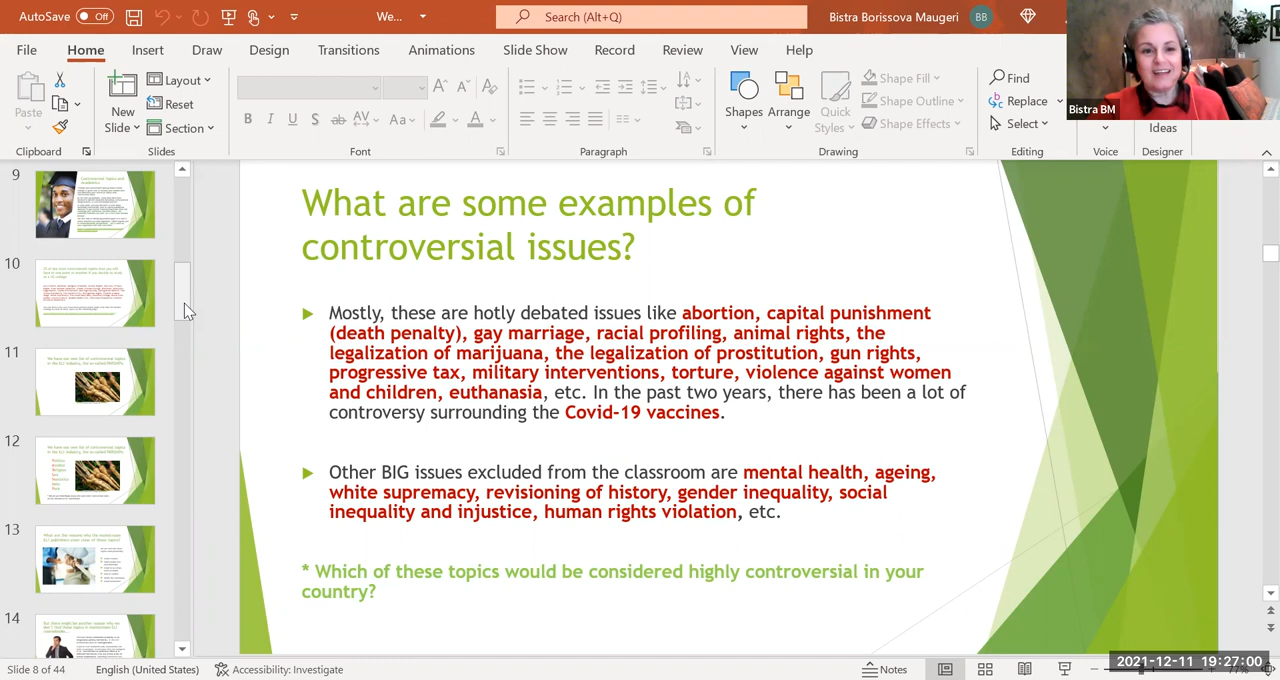 AutoSave Off We... Search (Alt+Q) Bistra Borissova Maugeri BB
File Home Insert Draw Design Transitions Animations Slide Show Record Review View Help
Paste
New
Slide
Layout
Reset
Section
B I U S ab AV Aa A
Shapes
Arrange
Quick
Styles
Shape Fill
Shape Outline
Shape Effects
Find
Replace
Select
Ideas
Bistra BM
Clipboard Slides Font Paragraph Drawing Editing Voice Designer
9
10
11
12
13
14
What are some examples of
controversial issues?
Mostly, these are hotly debated issues like abortion, capital punishment
(death penalty), gay marriage, racial profiling, animal rights, the
legalization of marijuana, the legalization of prostitution, gun rights,
progressive tax, military interventions, torture, violence against women
and children, euthanasia, etc. In the past two years, there has been a lot of
controversy surrounding the Covid-19 vaccines.
Other BIG issues excluded from the classroom are mental health, ageing,
white supremacy, revisioning of history, gender inequality, social
inequality and injustice, human rights violation, etc.
* Which of these topics would be considered highly controversial in your
country?
Slide 8 of 44 English (United States) Accessibility: Investigate Notes
2021-12-11 19:27:00